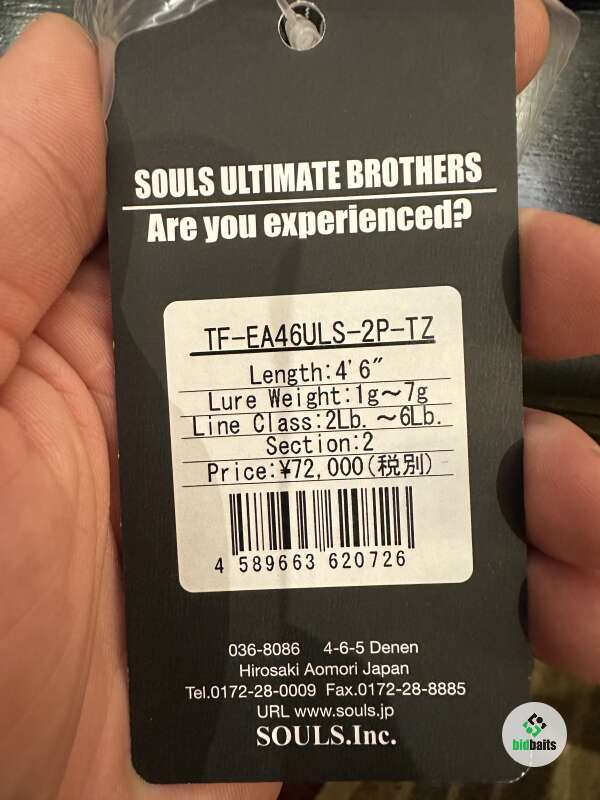 SOULS ULTIMATE BROTHERS
Are you experienced?
TF-EA46ULS-2P-TZ
Length:4'6"
Lure Weight:1g～7g
Line Class:2Lb. ～6Lb.
Section:2
Price:¥72,000(税別)
4 589663 620726
036-8086 4-6-5 Denen
Hirosaki Aomori Japan
Tel.0172-28-0009 Fax.0172-28-8885
URL www.souls.jp
SOULS.Inc.
bidbaits